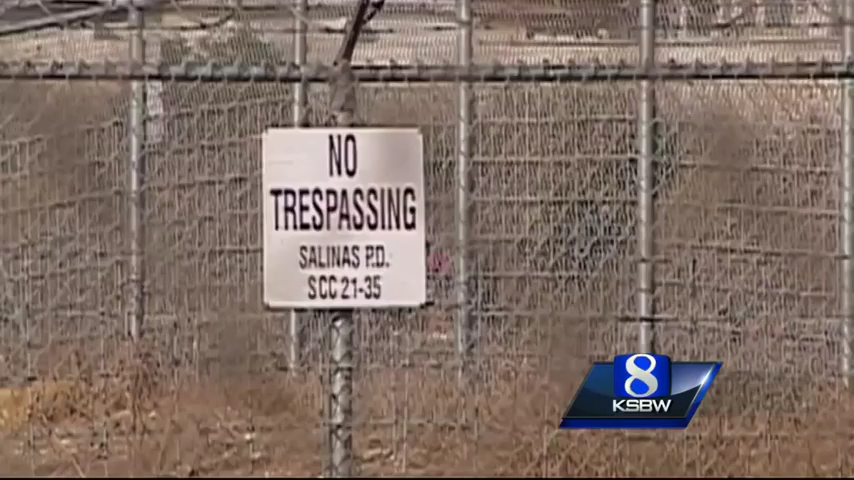 NO
TRESPASSING
SALINAS P.D.
SCC 21-35
8
KSBW